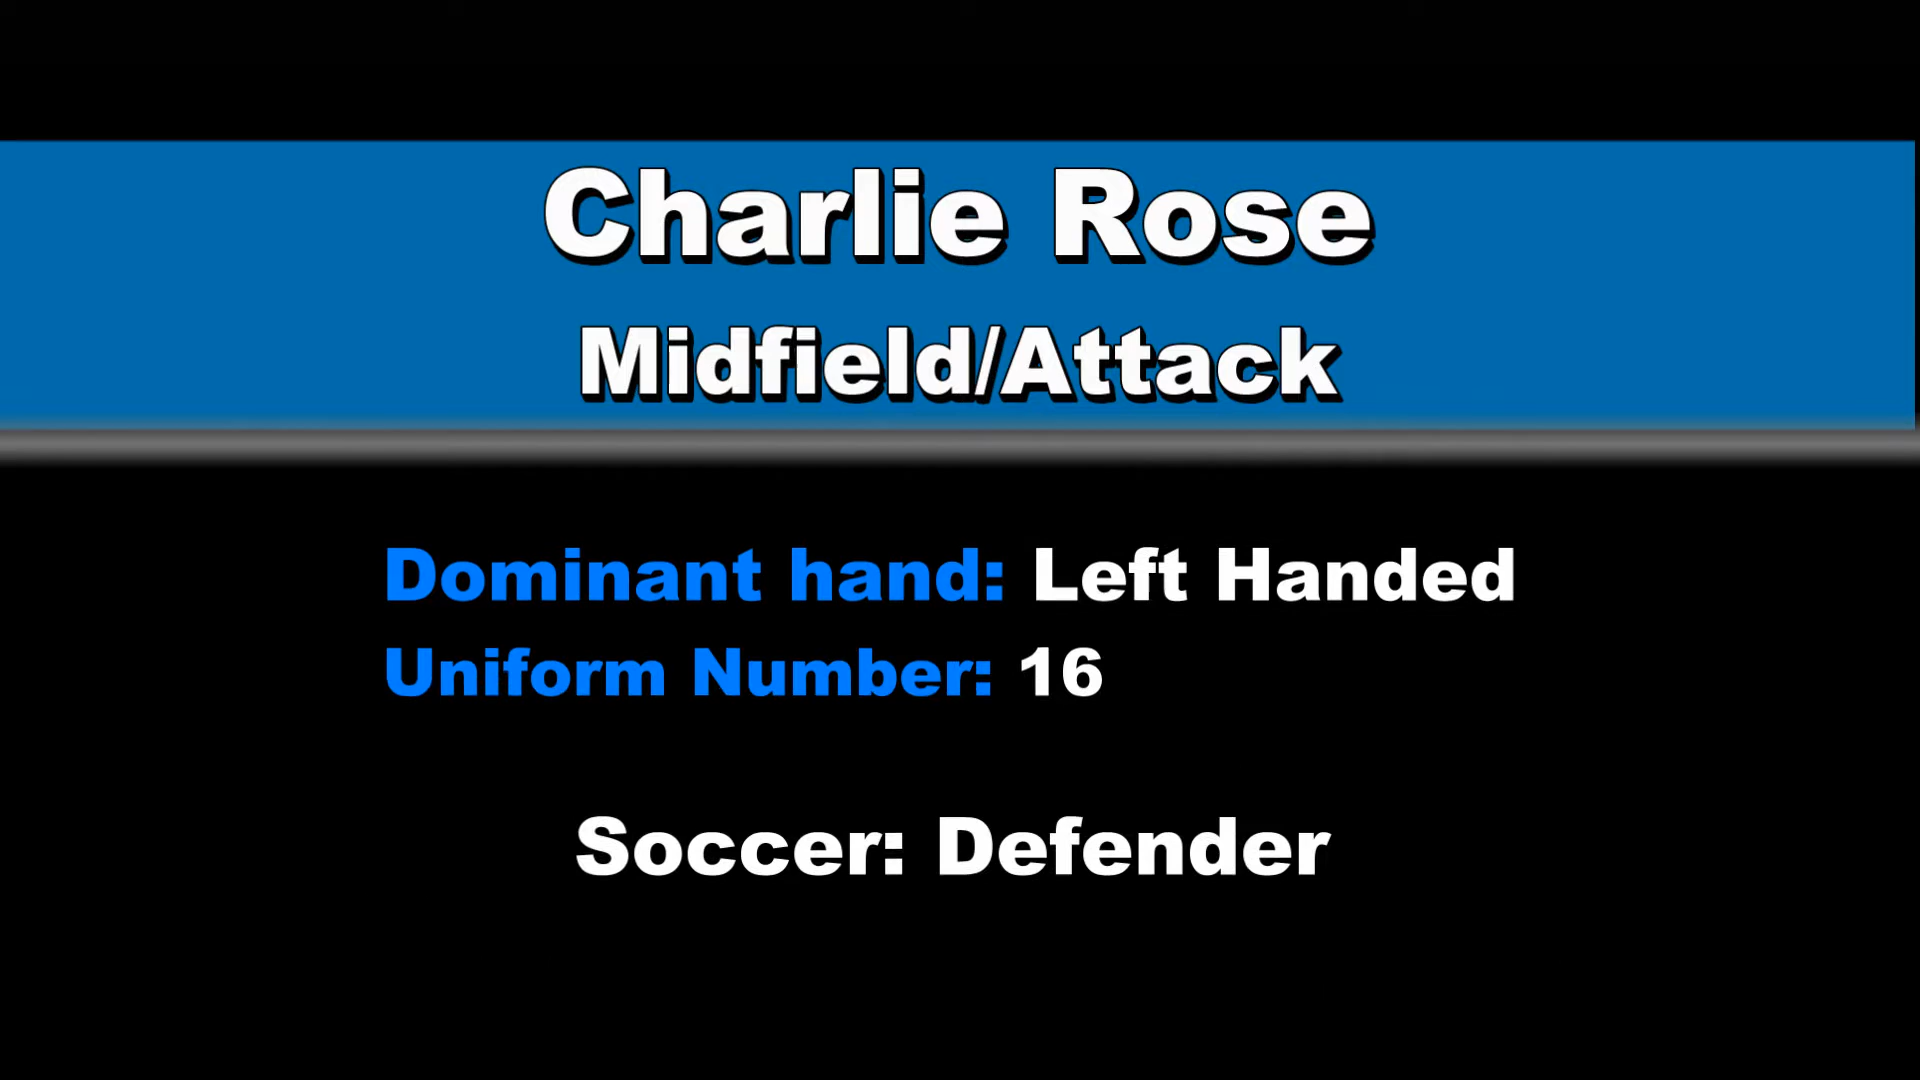 Charlie Rose
Midfield/Attack
Dominant hand: Left Handed
Uniform Number: 16
Soccer: Defender